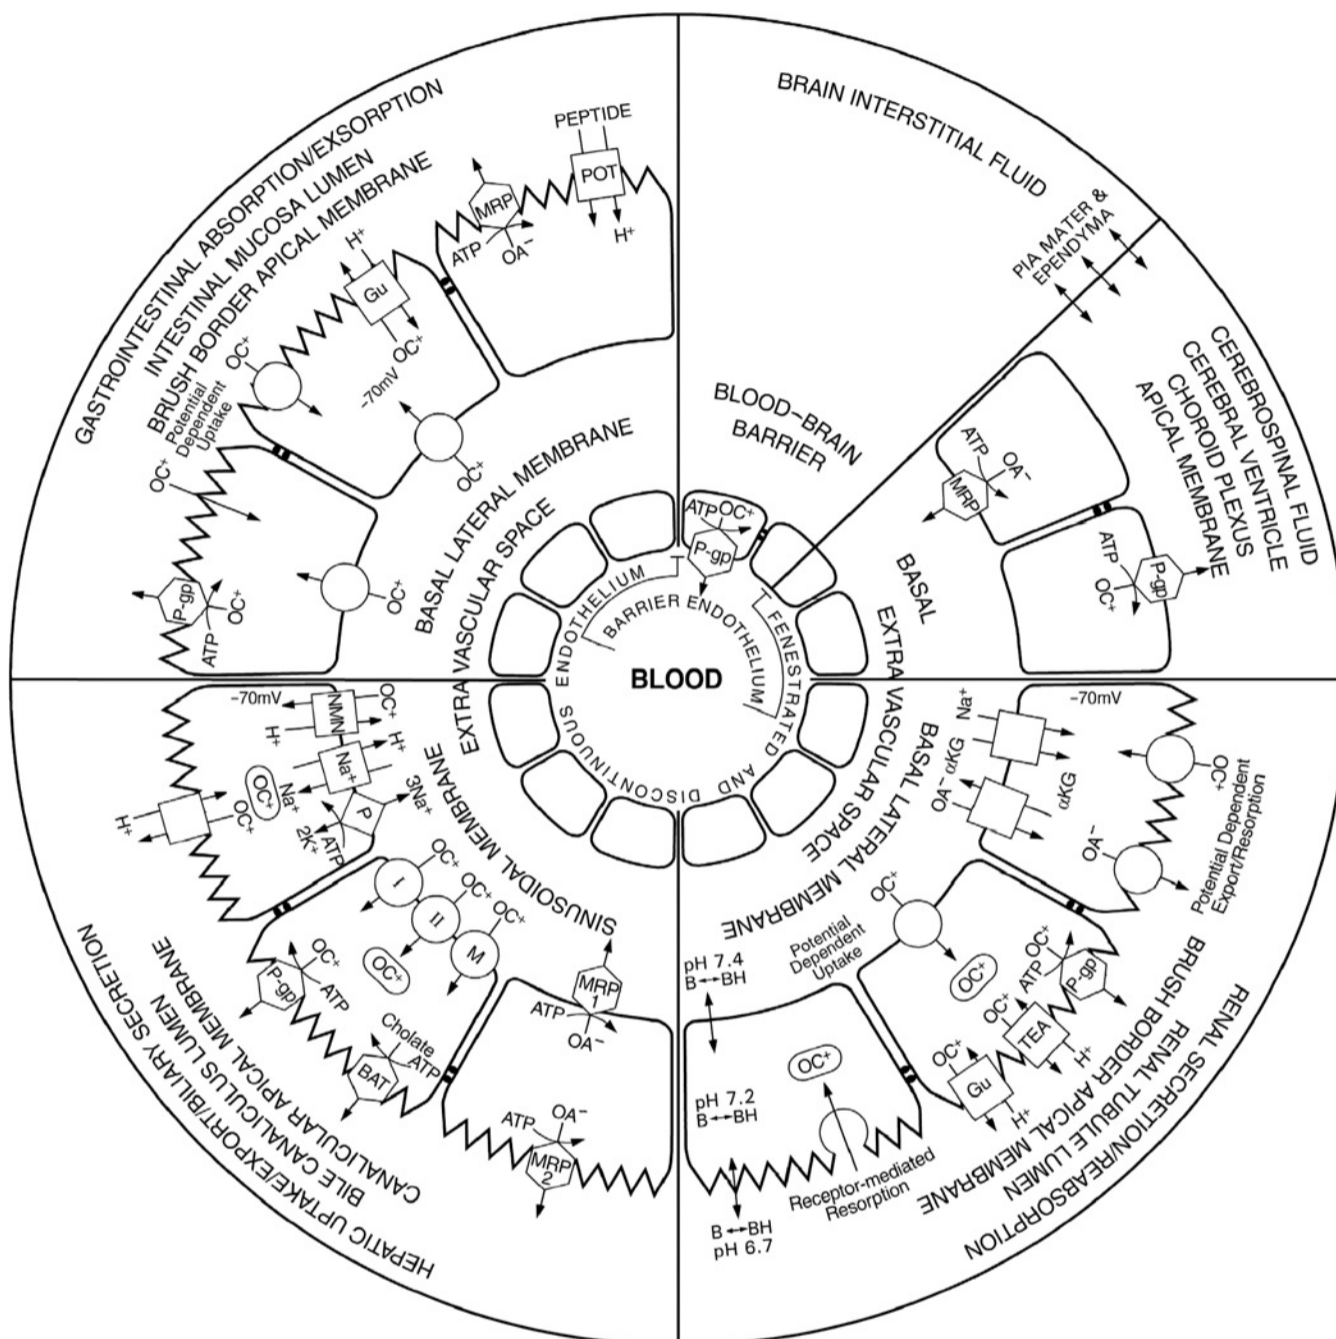 GASTROINTESTINAL ABSORPTION/EXSORPTION
INTESTINAL MUCOSA LUMEN
BRUSH BORDER APICAL MEMBRANE
PEPTIDE
POT
H+
MRP
ATP
OA−
H+
Gu
OC+
−70mV
OC+
OC+
Potential
Dependent
Uptake
OC+
P-gp
OC+
ATP
OC+
BASAL LATERAL MEMBRANE
EXTRA VASCULAR SPACE
BRAIN INTERSTITIAL FLUID
PIA MATER &
EPENDYMA
BLOOD–BRAIN
BARRIER
ATP
OC+
P-gp
CEREBROSPINAL FLUID
CEREBRAL VENTRICLE
CHOROID PLEXUS
APICAL MEMBRANE
ATP
OA−
MRP
ATP
OC+
P-gp
BASAL
EXTRA VASCULAR SPACE
BARRIER ENDOTHELIUM
FENESTRATED AND DISCONTINUOUS ENDOTHELIUM
BLOOD
−70mV
NMN
OC+
H+
H+
Na+
Na+
3Na+
P
2K+
ATP
OC+
OC+
H+
I
OC+
II
OC+
M
OC+
OC+
P-gp
OC+
ATP
Cholate
ATP
BAT
MRP
1
ATP
OA−
OA−
ATP
MRP
2
SINUSOIDAL MEMBRANE
CANALICULAR APICAL MEMBRANE
BILE CANALICULUS LUMEN
HEPATIC UPTAKE/EXPORT/BILIARY SECRETION
BASAL LATERAL MEMBRANE
Na+
−70mV
αKG
OA−
αKG
OC+
OA−
Potential Dependent
Export/Resorption
OC+
Potential
Dependent
Uptake
OC+
OC+
ATP
P-gp
OC+
TEA
H+
OC+
Gu
H+
pH 7.4
B↔BH
pH 7.2
B↔BH
B↔BH
pH 6.7
OC+
Receptor-mediated
Resorption
BRUSH BORDER APICAL MEMBRANE
RENAL TUBULE LUMEN
RENAL SECRETION/REABSORPTION